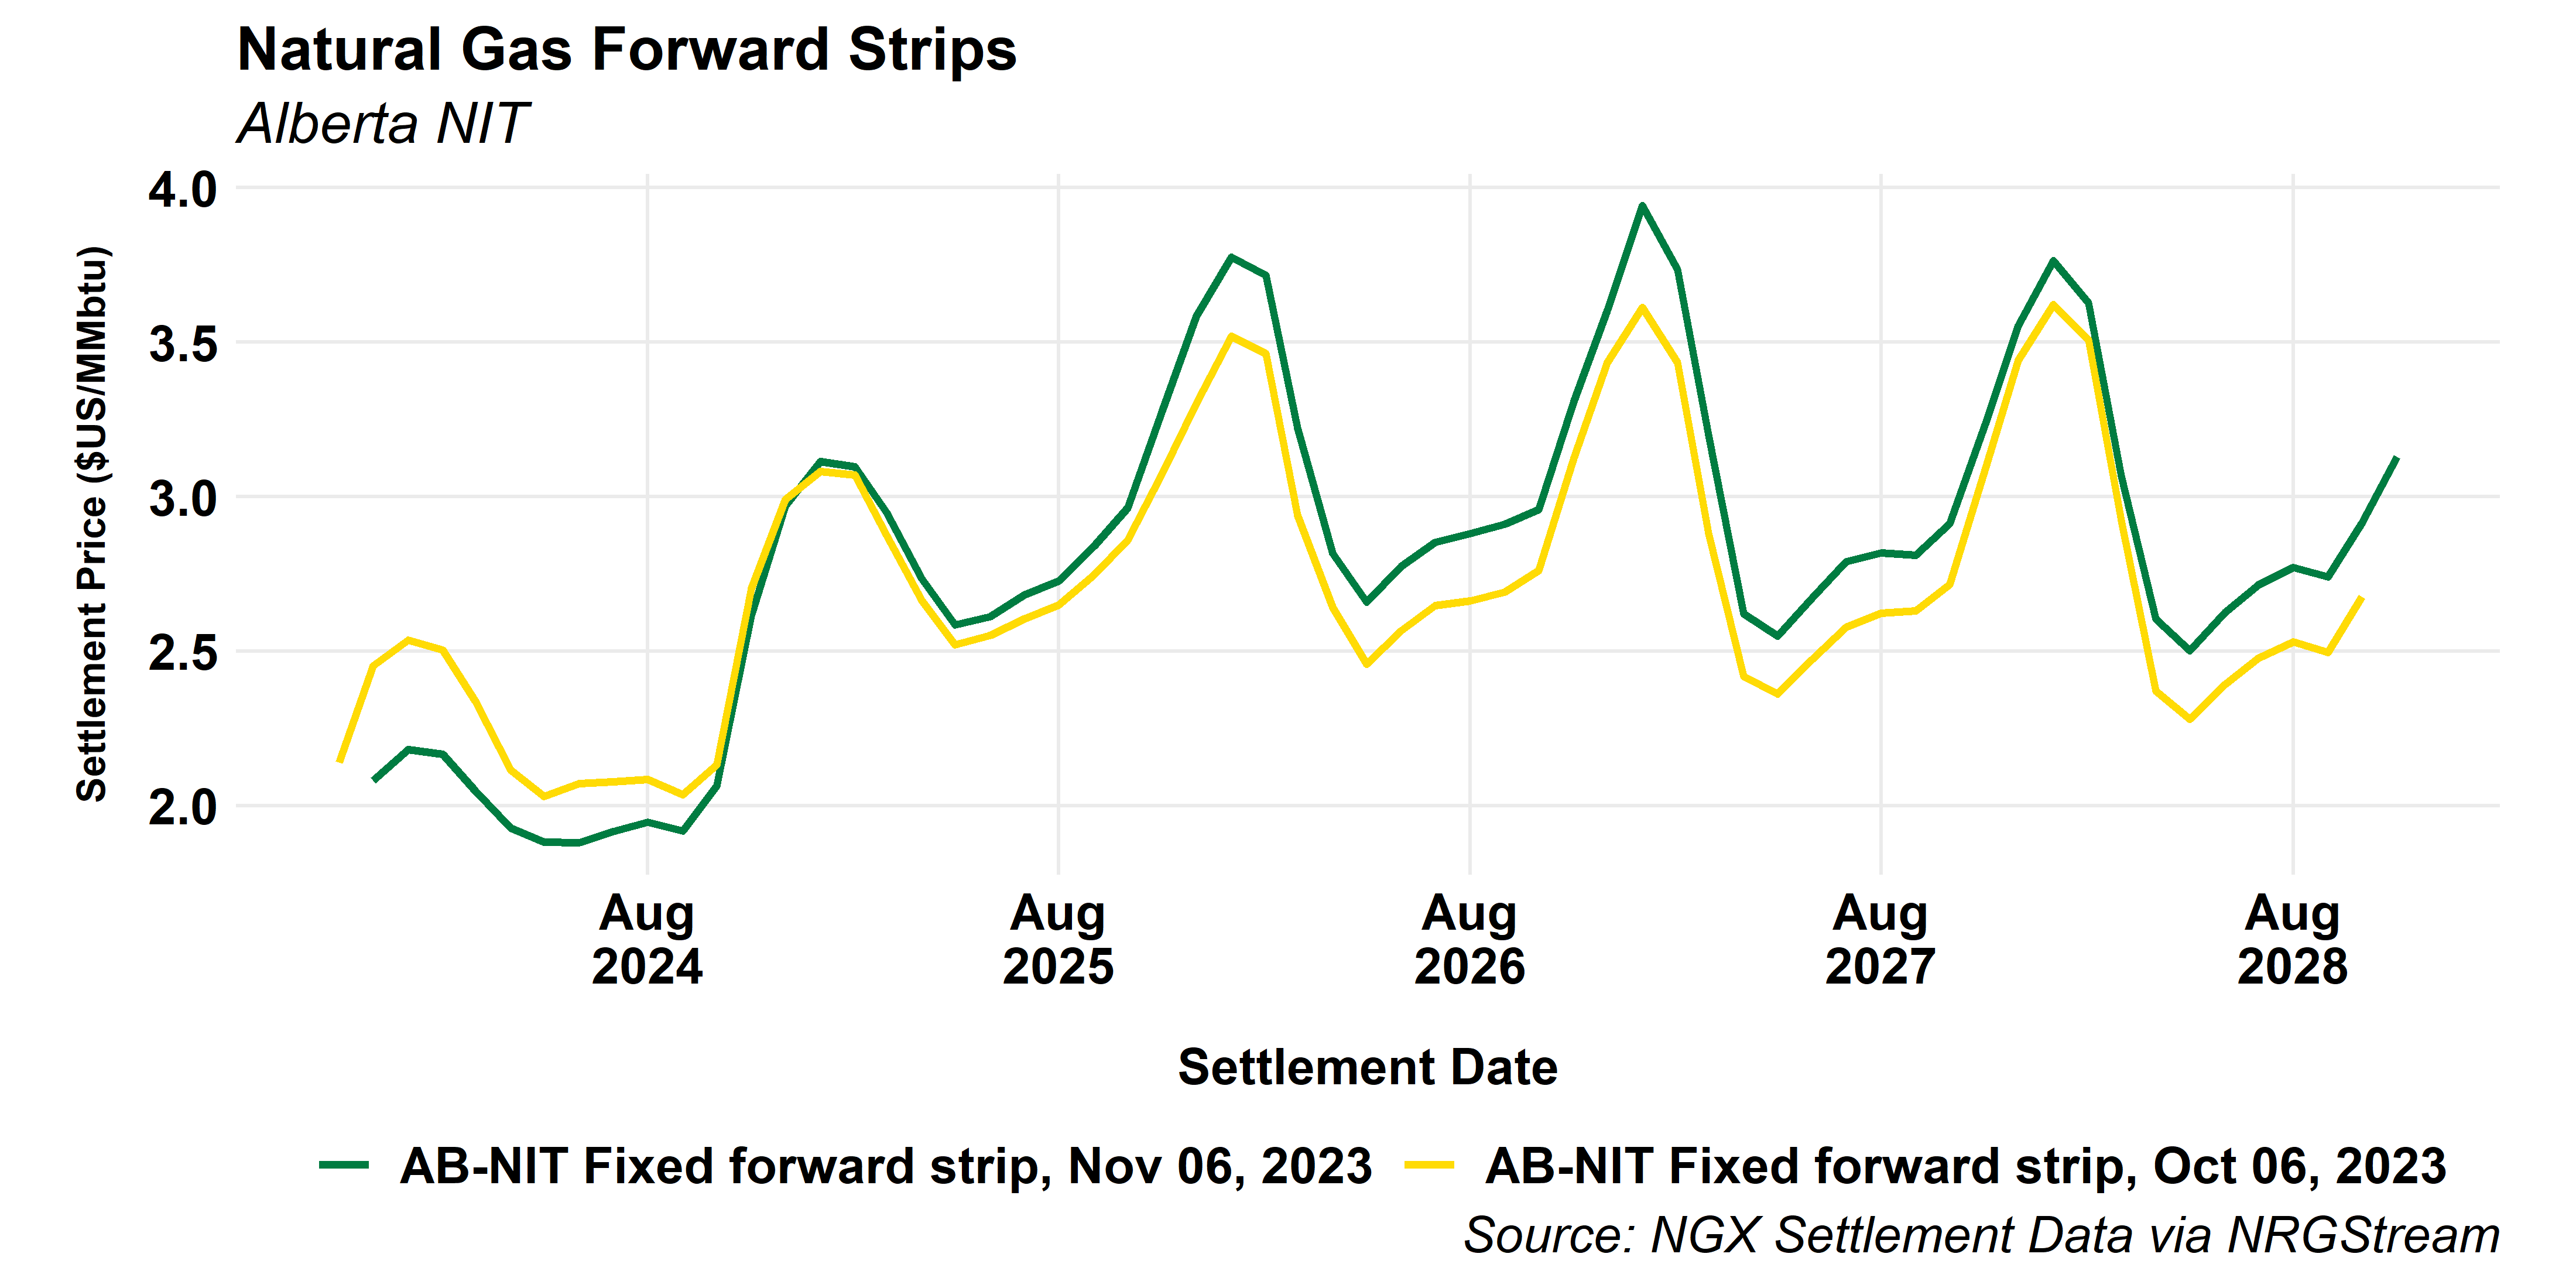 Natural Gas Forward Strips
Alberta NIT
Settlement Price ($US/MMbtu)
4.0
3.5
3.0
2.5
2.0
Aug
2024
Aug
2025
Aug
2026
Aug
2027
Aug
2028
Settlement Date
AB-NIT Fixed forward strip, Nov 06, 2023
AB-NIT Fixed forward strip, Oct 06, 2023
Source: NGX Settlement Data via NRGStream